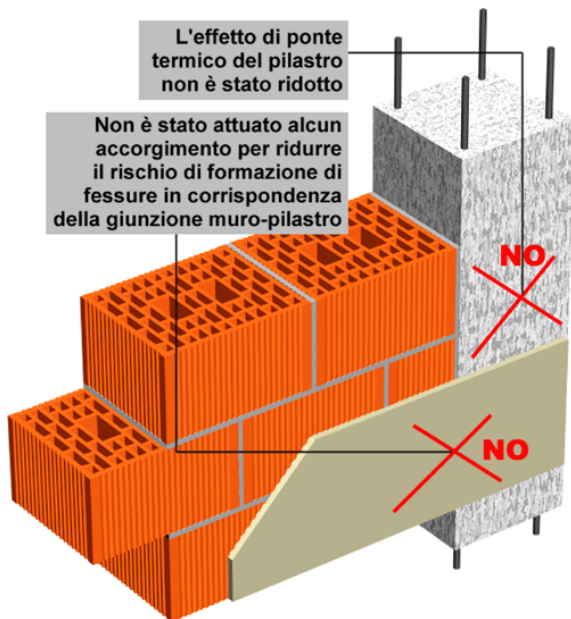 L'effetto di ponte
termico del pilastro
non è stato ridotto
Non è stato attuato alcun
accorgimento per ridurre
il rischio di formazione di
fessure in corrispondenza
della giunzione muro-pilastro
NO
NO